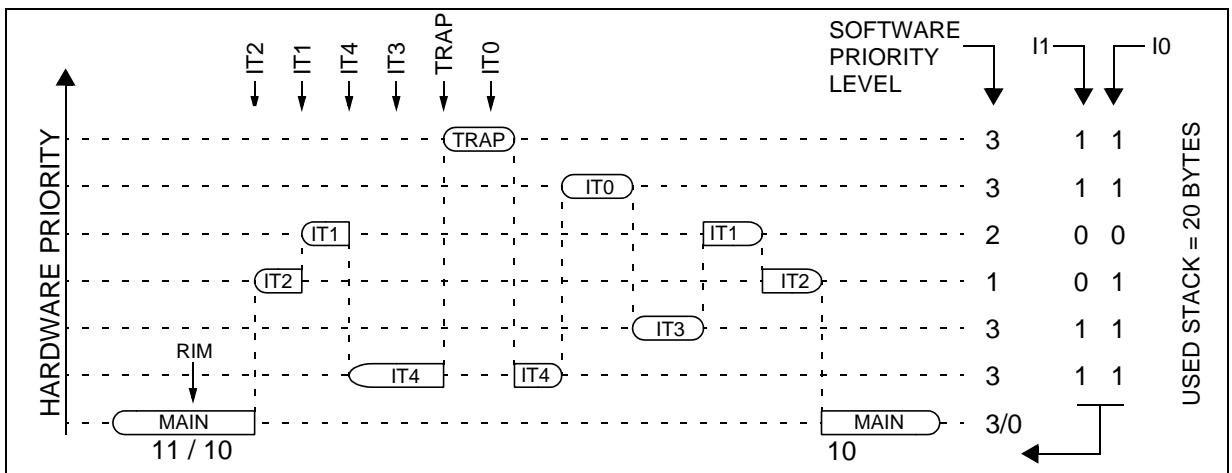 SOFTWARE
PRIORITY
LEVEL
I1
I0
IT2
IT1
IT4
IT3
TRAP
IT0
HARDWARE PRIORITY
TRAP
3
1 1
IT0
3
1 1
IT1
IT1
2
0 0
IT2
IT2
1
0 1
IT3
3
1 1
RIM
IT4
IT4
3
1 1
MAIN
MAIN
3/0
11 / 10
10
USED STACK = 20 BYTES